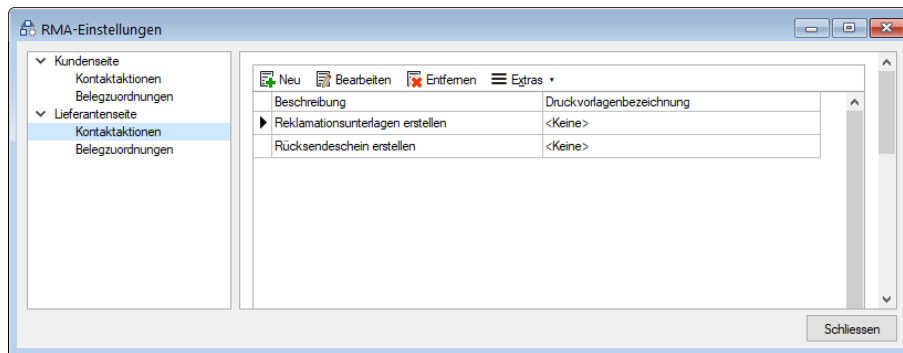 RMA-Einstellungen
Kundenseite
Kontaktaktionen
Belegzuordnungen
Lieferantenseite
Kontaktaktionen
Belegzuordnungen
Neu Bearbeiten Entfernen Extras
Beschreibung Druckvorlagenbezeichnung
Reklamationsunterlagen erstellen <Keine>
Rücksendeschein erstellen <Keine>
Schliessen